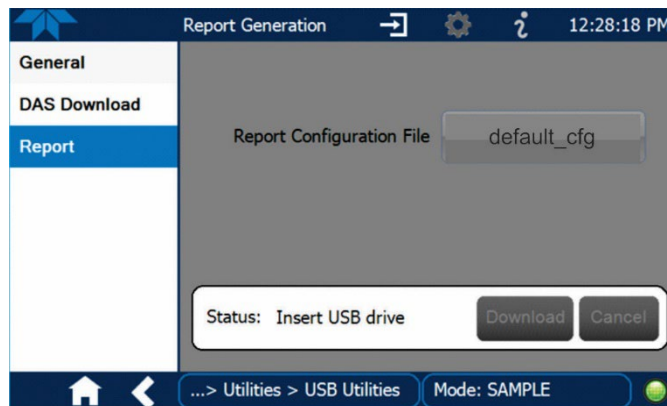 Report Generation 12:28:18 PM
General
DAS Download
Report
Report Configuration File default_cfg
Status: Insert USB drive Download Cancel
...> Utilities > USB Utilities Mode: SAMPLE